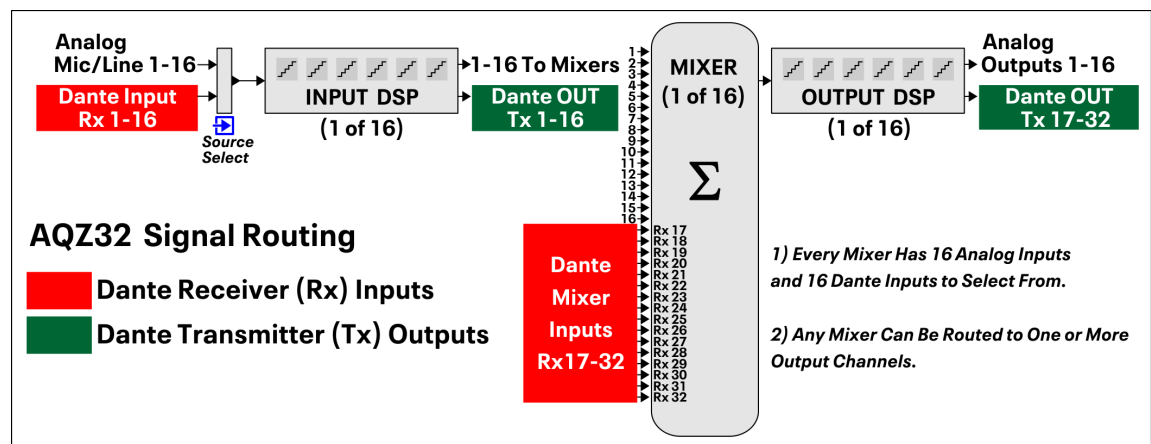 Analog
Mic/Line 1-16
Dante Input
Rx 1-16
Source
Select
INPUT DSP
(1 of 16)
1-16 To Mixers
Dante OUT
Tx 1-16
1
2
3
4
5
6
7
8
9
10
11
12
13
14
15
16
Rx 17
Rx 18
Rx 19
Rx 20
Rx 21
Rx 22
Rx 23
Rx 24
Rx 25
Rx 26
Rx 27
Rx 28
Rx 29
Rx 30
Rx 31
Rx 32
MIXER
(1 of 16)
Σ
OUTPUT DSP
(1 of 16)
Analog
Outputs 1-16
Dante OUT
Tx 17-32
AQZ32 Signal Routing
Dante Receiver (Rx) Inputs
Dante Transmitter (Tx) Outputs
Dante
Mixer
Inputs
Rx17-32
1) Every Mixer Has 16 Analog Inputs
and 16 Dante Inputs to Select From.
2) Any Mixer Can Be Routed to One or More
Output Channels.